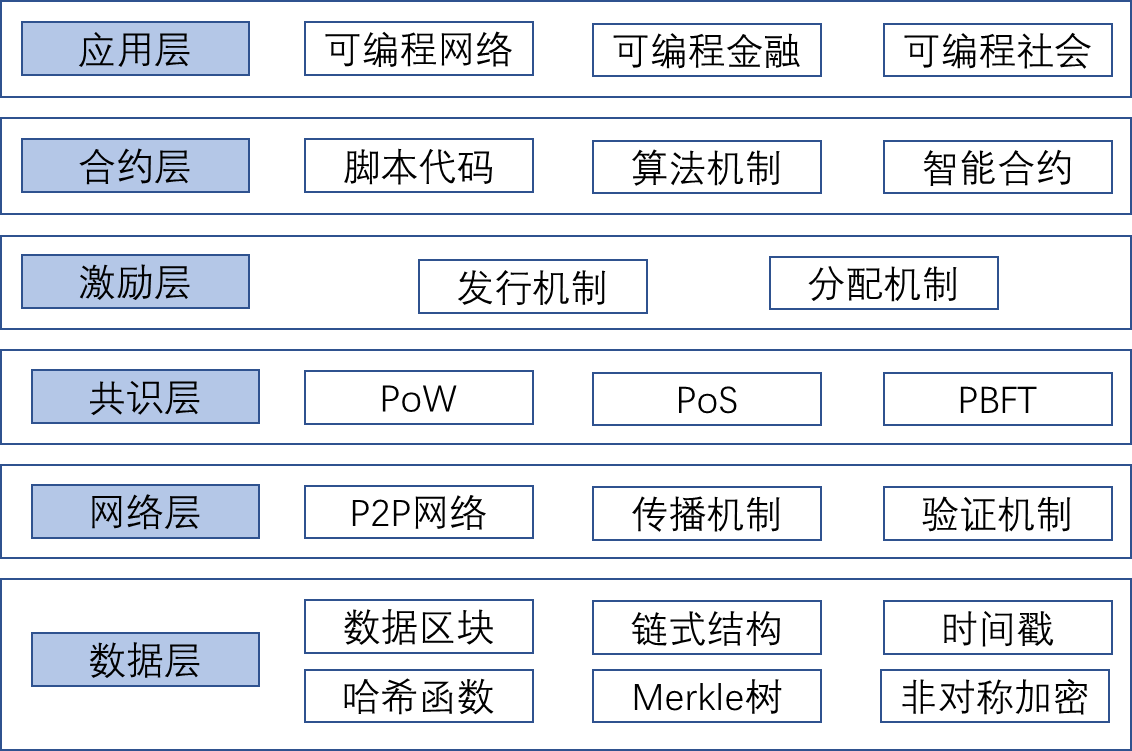 应用层 可编程网络 可编程金融 可编程社会
合约层 脚本代码 算法机制 智能合约
激励层 发行机制 分配机制
共识层 PoW PoS PBFT
网络层 P2P网络 传播机制 验证机制
数据区块 链式结构 时间戳
数据层
哈希函数 Merkle树 非对称加密